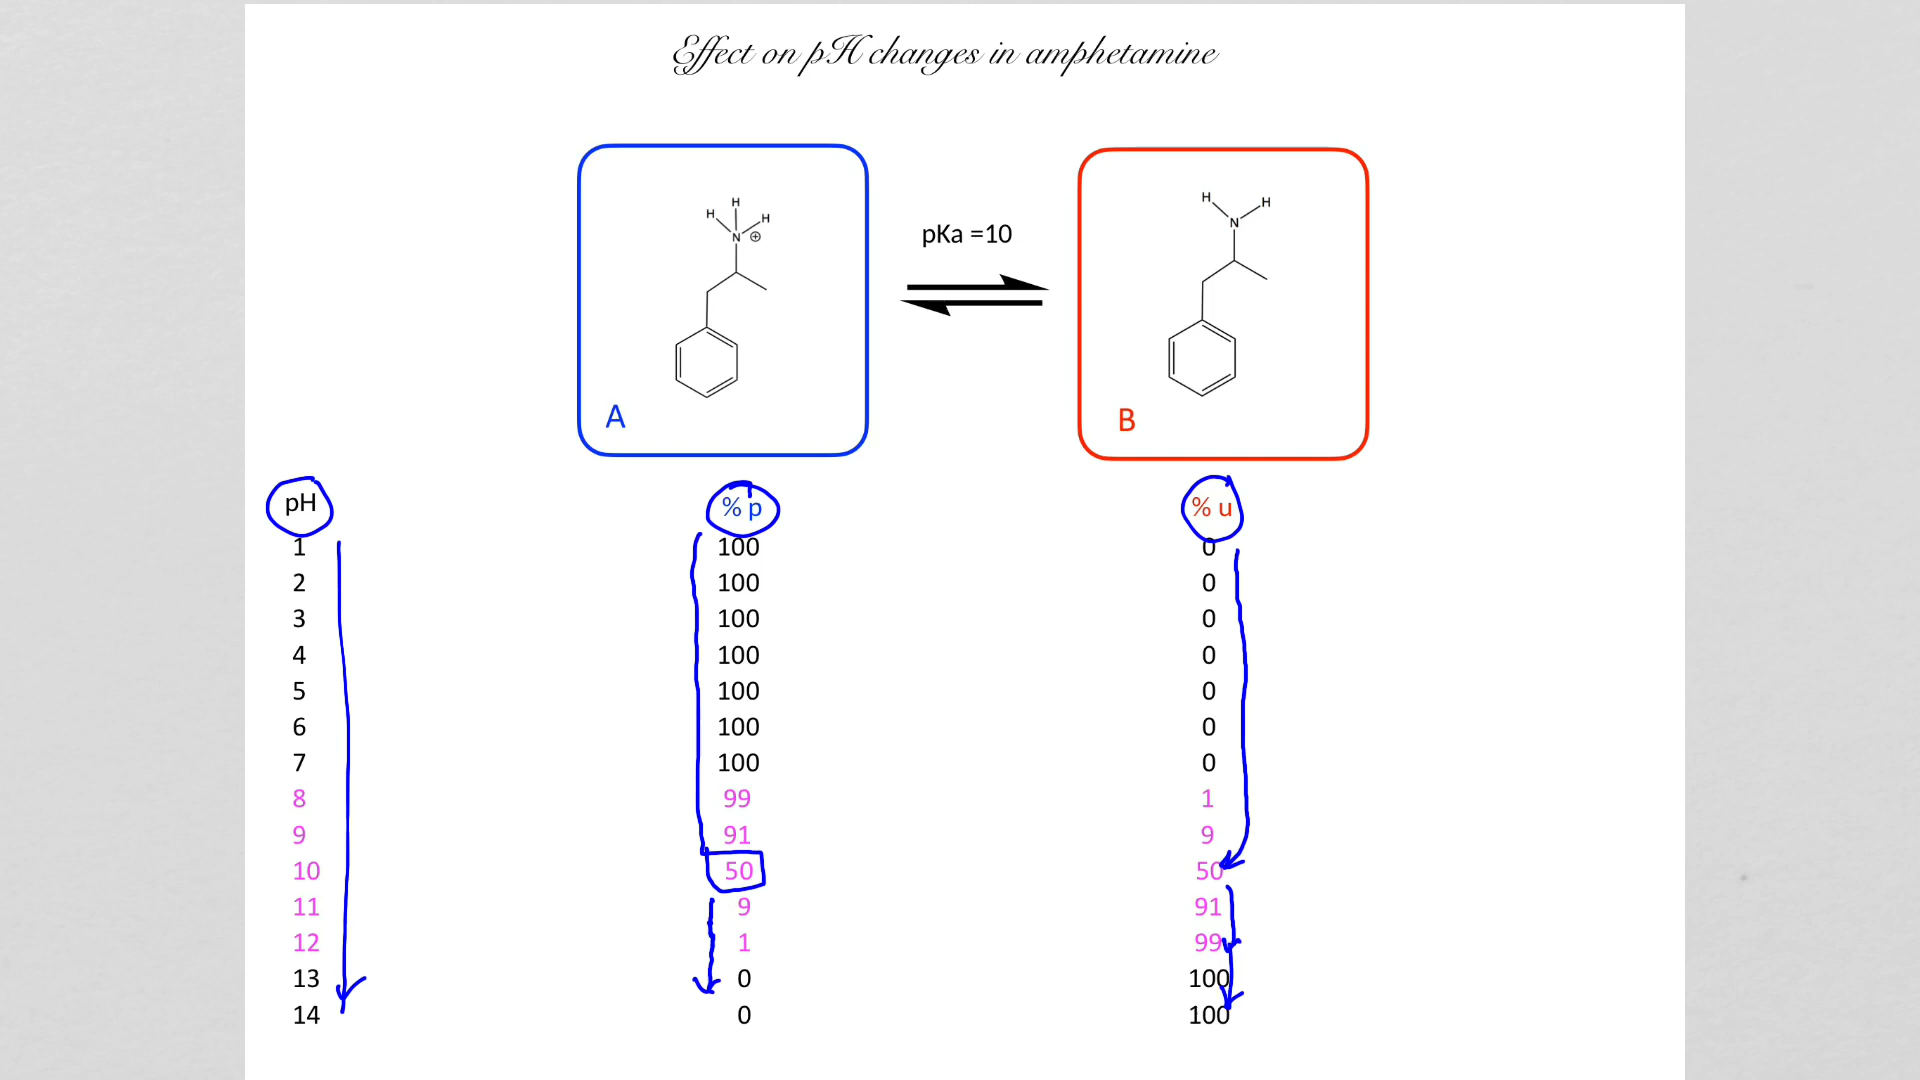 Effect on pH changes in amphetamine
H
H
H
N ⊕
A
pKa =10
H
H
N
B
pH % p % u
1 100 0
2 100 0
3 100 0
4 100 0
5 100 0
6 100 0
7 100 0
8 99 1
9 91 9
10 50 50
11 9 91
12 1 99
13 0 100
14 0 100